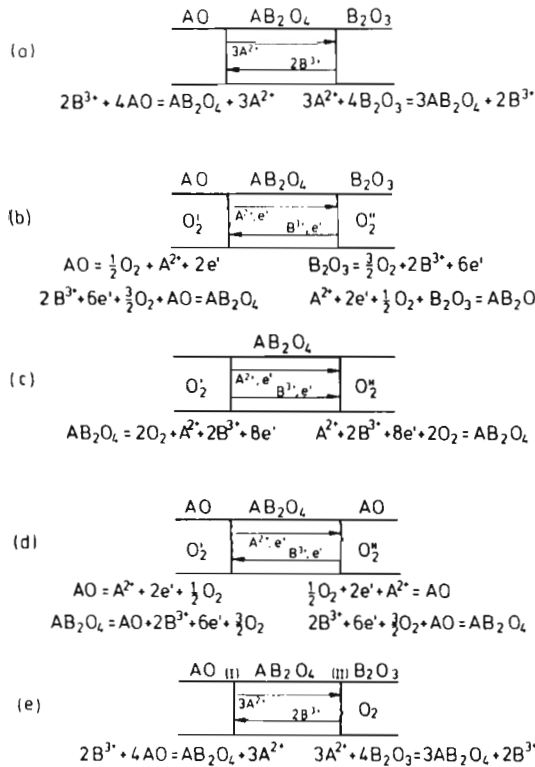 AO AB₂O₄ B₂O₃
(a)
3A²⁺
2B³⁺
2B³⁺+4AO=AB₂O₄+3A²⁺ 3A²⁺+4B₂O₃=3AB₂O₄+2B³⁺
AO AB₂O₄ B₂O₃
(b) O₂' A²⁺,e' O₂"
B³⁺,e'
AO=½O₂+A²⁺+2e' B₂O₃=3/2O₂+2B³⁺+6e'
2B³⁺+6e'+3/2O₂+AO=AB₂O₄ A²⁺+2e'+½O₂+B₂O₃=AB₂O
AB₂O₄
(c) O₂' A²⁺,e' O₂"
B³⁺,e'
AB₂O₄=2O₂+A²⁺+2B³⁺+8e' A²⁺+2B³⁺+8e'+2O₂=AB₂O₄
AO AB₂O₄ AO
(d) O₂' A²⁺,e' O₂"
B³⁺,e'
AO=A²⁺+2e'+½O₂ ½O₂+2e'+A²⁺=AO
AB₂O₄=AO+2B³⁺+6e'+3/2O₂ 2B³⁺+6e'+3/2O₂+AO=AB₂O₄
AO (I) AB₂O₄ (II) B₂O₃
(e) 3A²⁺ O₂
2B³⁺
2B³⁺+4AO=AB₂O₄+3A²⁺ 3A²⁺+4B₂O₃=3AB₂O₄+2B³⁺